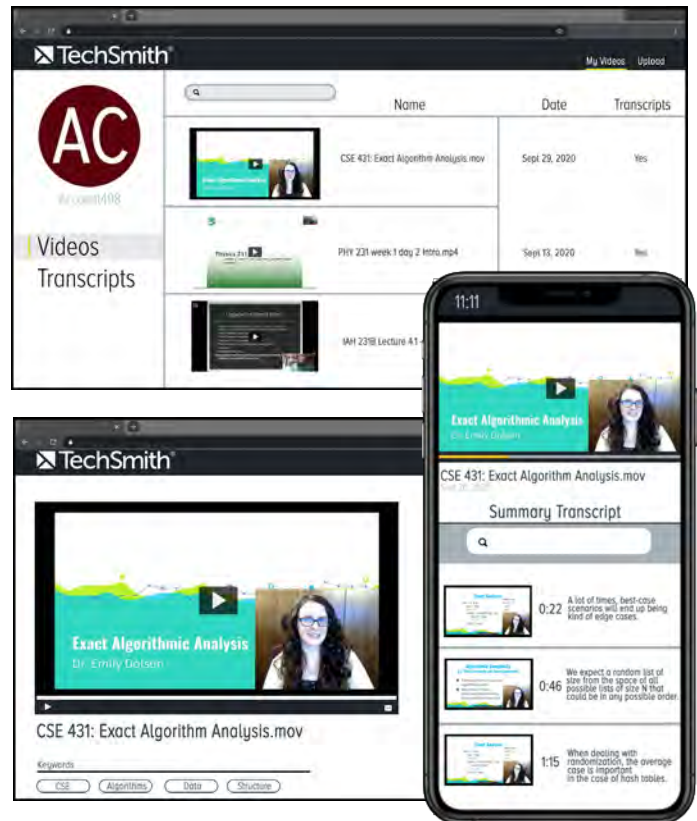 TechSmith®
My Videos Upload
AC
Account498
Name Date Transcripts
Videos
Transcripts
CSE 431: Exact Algorithm Analysis.mov Sept 29, 2020 Yes
PHY 231 week 1 day 2 Intro.mp4 Sept 13, 2020 Yes
IAH 231B Lecture 4.1
11:11
Exact Algorithmic Analysis
Dr. Emily Dolson
CSE 431: Exact Algorithm Analysis.mov
Summary Transcript
0:22 A lot of times, best-case
scenarios will end up being
kind of edge cases.
0:46 We expect a random list of
size from the space of all
possible lists of size N that
could be in any possible order.
1:15 When dealing with
randomization, the average
case is important
in the case of hash tables.
TechSmith®
Exact Algorithmic Analysis
Dr. Emily Dolson
CSE 431: Exact Algorithm Analysis.mov
Keywords
CSE Algorithms Data Structure